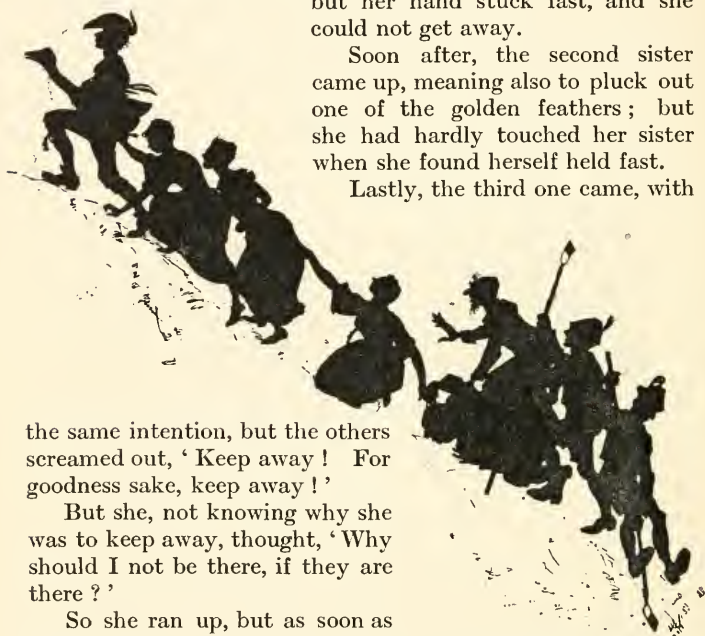 but her hand stuck fast, and she
could not get away.
Soon after, the second sister
came up, meaning also to pluck out
one of the golden feathers ; but
she had hardly touched her sister
when she found herself held fast.
Lastly, the third one came, with
the same intention, but the others
screamed out, ‘ Keep away ! For
goodness sake, keep away ! ’
But she, not knowing why she
was to keep away, thought, ‘ Why
should I not be there, if they are
there ? ’
So she ran up, but as soon as